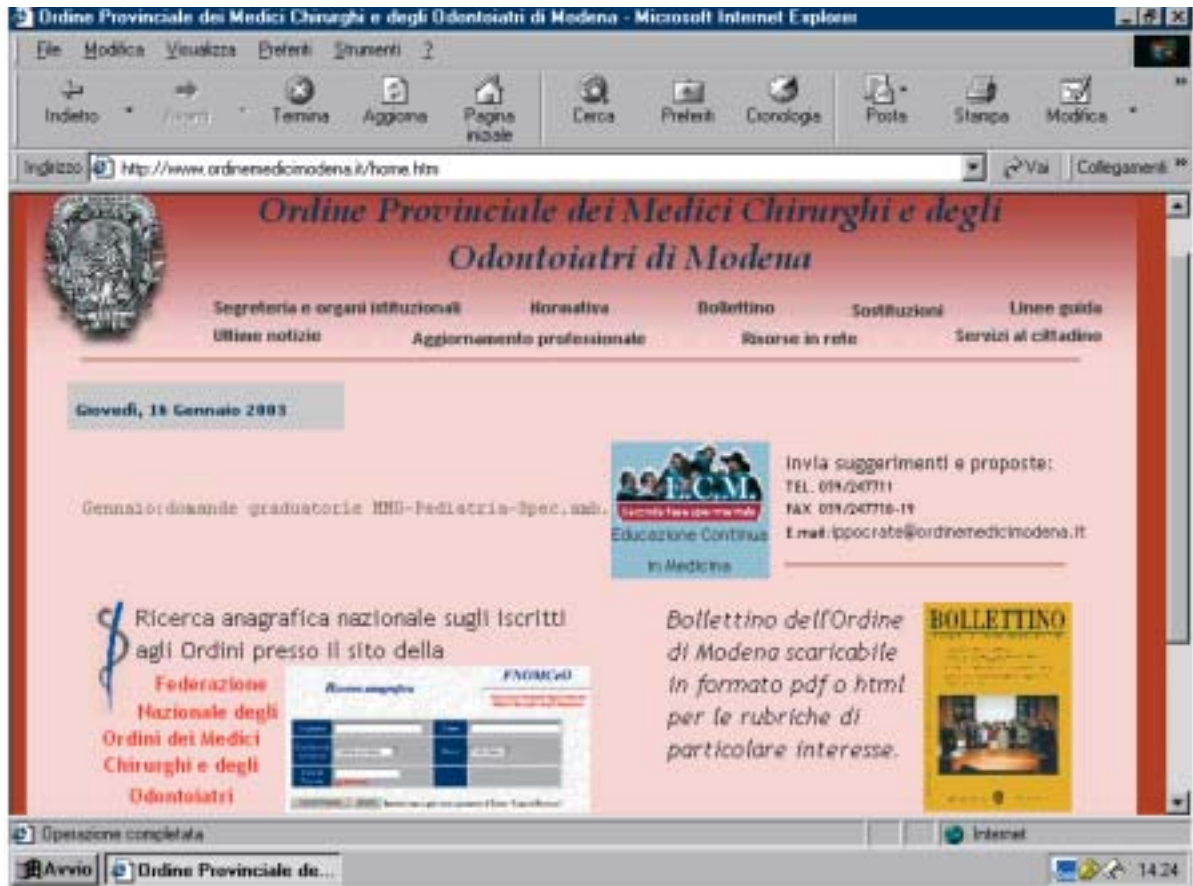 Ordine Provinciale dei Medici Chirurghi e degli Odontoiatri di Modena - Microsoft Internet Explorer
File Modifica Visualizza Preferiti Strumenti ?
Indietro Avanti Termina Aggiorna Pagina iniziale Cerca Preferiti Cronologia Posta Stampa Modifica
Indirizzo http://www.ordinemedicimodena.it/home.htm Vai Collegamenti
Ordine Provinciale dei Medici Chirurghi e degli
Odontoiatri di Modena
Segreteria e organi istituzionali Normativa Bollettino Sostituzioni Linee guida
Ultime notizie Aggiornamento professionale Risorse in rete Servizi al cittadino
Giovedì, 16 Gennaio 2003
Gennaio:domande graduatorie MMG-Pediatria-Spec.amb.
E.C.M.
Seconda fase sperimentale
Educazione Continua
in Medicina
Invia suggerimenti e proposte:
TEL. 059/247711
FAX 059/247710-19
E.mail:ippocrate@ordinemedicimodena.it
Ricerca anagrafica nazionale sugli iscritti
agli Ordini presso il sito della
Federazione
Nazionale degli
Ordini dei Medici
Chirurghi e degli
Odontoiatri
Ricerca anagrafica
FNOMCeO
Bollettino dell'Ordine
di Modena scaricabile
in formato pdf o html
per le rubriche di
particolare interesse.
BOLLETTINO
Operazione completata Internet
Avvio Ordine Provinciale de... 14.24